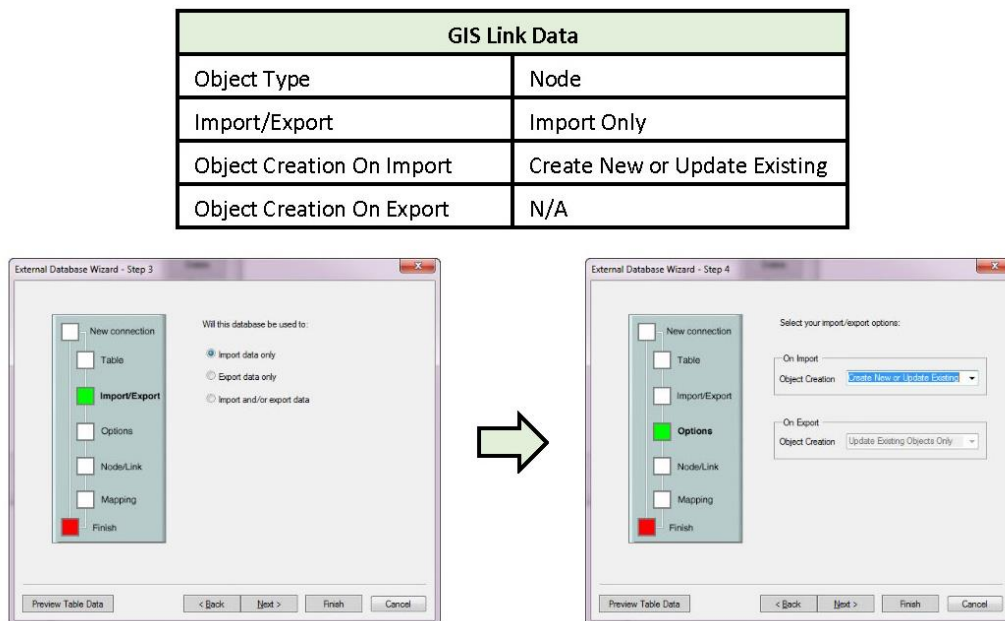 GIS Link Data
Object Type Node
Import/Export Import Only
Object Creation On Import Create New or Update Existing
Object Creation On Export N/A
External Database Wizard - Step 3
New connection
Table
Import/Export
Options
Node/Link
Mapping
Finish
Will this database be used to:
Import data only
Export data only
Import and/or export data
Preview Table Data < Back Next > Finish Cancel
External Database Wizard - Step 4
New connection
Table
Import/Export
Options
Node/Link
Mapping
Finish
Select your import/export options:
On Import
Object Creation Create New or Update Existing
On Export
Object Creation Update Existing Objects Only
Preview Table Data < Back Next > Finish Cancel